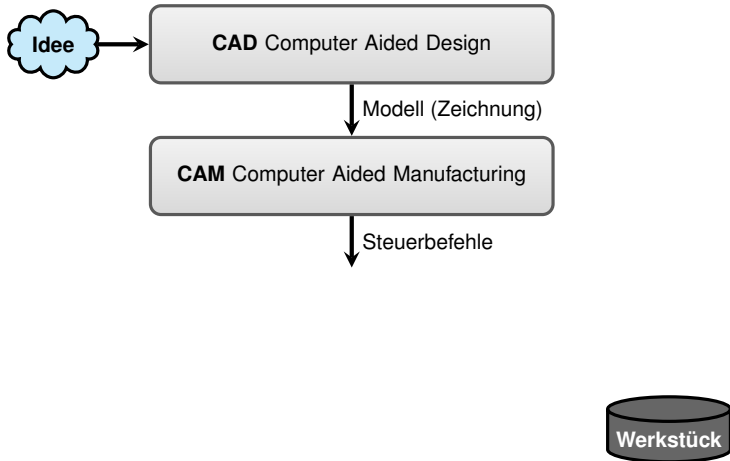 Idee
CAD Computer Aided Design
Modell (Zeichnung)
CAM Computer Aided Manufacturing
Steuerbefehle
Werkstück